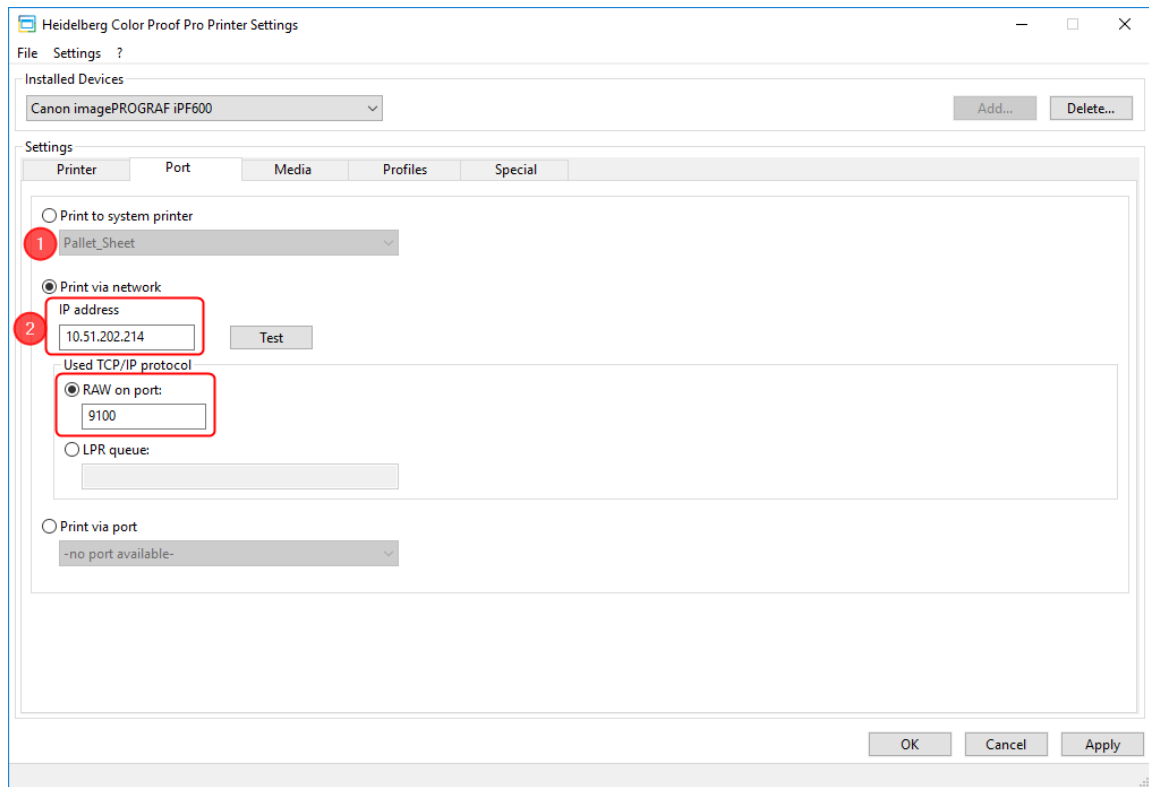 Heidelberg Color Proof Pro Printer Settings
File Settings ?
Installed Devices
Canon imagePROGRAF iPF600
Add... Delete...
Settings
Printer Port Media Profiles Special
Print to system printer
1 Pallet_Sheet
Print via network
IP address
2 10.51.202.214 Test
Used TCP/IP protocol
RAW on port:
9100
LPR queue:
Print via port
-no port available-
OK Cancel Apply